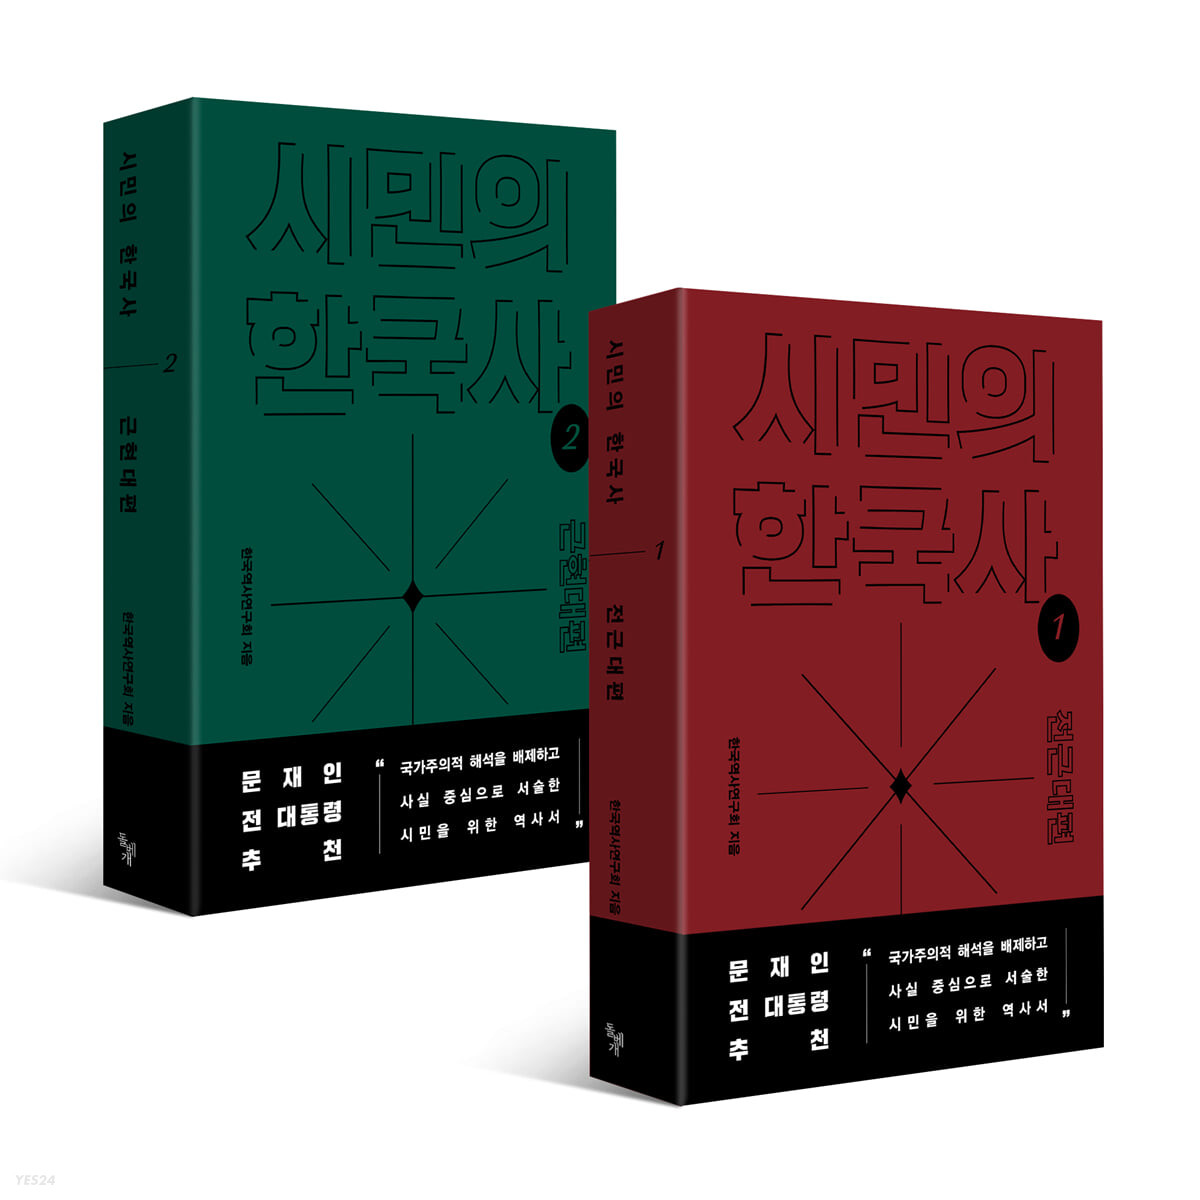 시민의 한국사
2
근현대편
한국역사연구회 지음
돌베개
시민의
한국사
2
근현대편
한국역사연구회 지음
문재인
전 대통령
추천
“ 국가주의적 해석을 배제하고
사실 중심으로 서술한
시민을 위한 역사서 ”
시민의 한국사
1
전근대편
한국역사연구회 지음
돌베개
시민의
한국사
1
전근대편
한국역사연구회 지음
문재인
전 대통령
추천
“ 국가주의적 해석을 배제하고
사실 중심으로 서술한
시민을 위한 역사서 ”
YES24